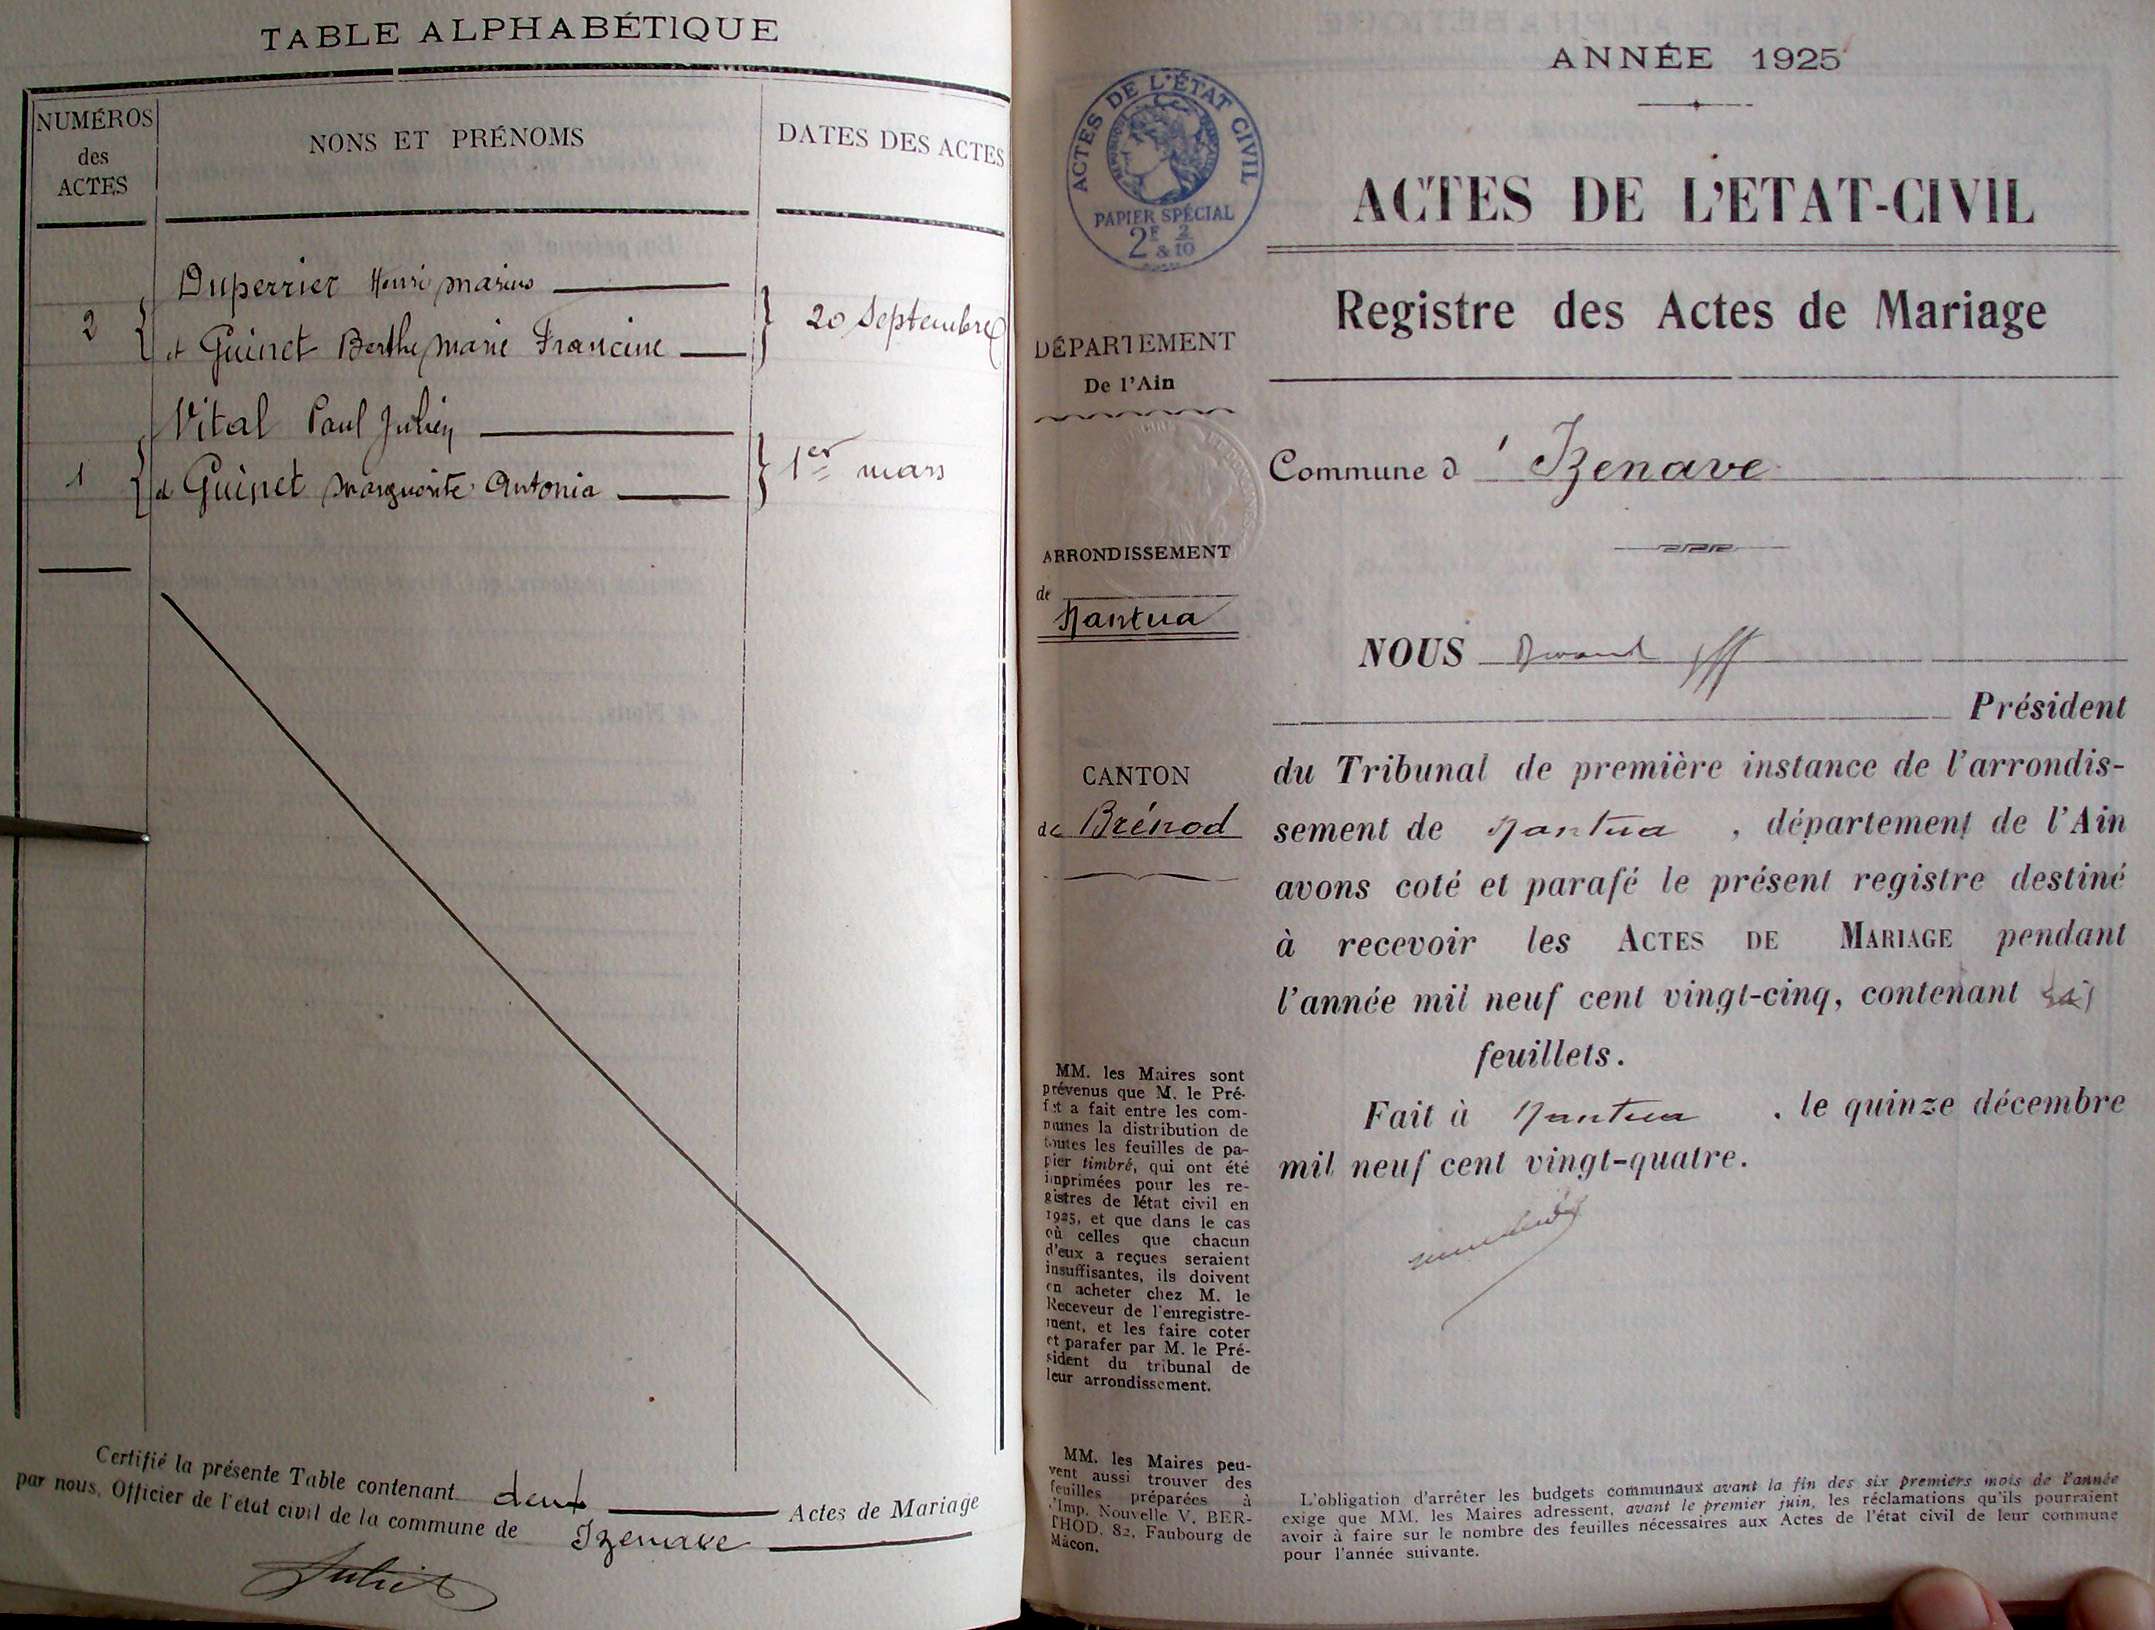 TABLE ALPHABÉTIQUE
NUMÉROS
des
ACTES
NONS ET PRÉNOMS
DATES DES ACTES
Duperrier Henri Marius
2
et Guinet Berthe Marie Francine
20 Septembre
Vital Paul Julien
1
et Guinet Marguerite Antonia
1er mars
Certifié la présente Table contenant deux Actes de Mariage
par nous, Officier de l'état civil de la commune de Izenave
ANNÉE 1925
ACTES DE L'ÉTAT CIVIL
PAPIER SPÉCIAL
2F 2
& 10
ACTES DE L'ETAT-CIVIL
Registre des Actes de Mariage
DÉPARTEMENT
De l'Ain
Commune d' Izenave
ARRONDISSEMENT
de
Nantua
NOUS
Président
CANTON
de Brénod
du Tribunal de première instance de l'arrondis-
sement de Nantua, département de l'Ain
avons coté et parafé le présent registre destiné
à recevoir les ACTES DE MARIAGE pendant
l'année mil neuf cent vingt-cinq, contenant
feuillets.
Fait à Nantua, le quinze décembre
mil neuf cent vingt-quatre.
MM. les Maires sont
prévenus que M. le Pré-
fet a fait entre les com-
munes la distribution de
toutes les feuilles de pa-
pier timbré, qui ont été
imprimées pour les re-
gistres de létat civil en
1925, et que dans le cas
où celles que chacun
d'eux a reçues seraient
insuffisantes, ils doivent
en acheter chez M. le
Receveur de l'enregistre-
ment, et les faire coter
et parafer par M. le Pré-
sident du tribunal de
leur arrondissement.
MM. les Maires peu-
vent aussi trouver des
feuilles préparées à
l'Imp. Nouvelle V. BER-
THOD, 82, Faubourg de
Mâcon.
L'obligation d'arrêter les budgets communaux avant la fin des six premiers mois de l'année
exige que MM. les Maires adressent, avant le premier juin, les réclamations qu'ils pourraient
avoir à faire sur le nombre des feuilles nécessaires aux Actes de l'état civil de leur commune
pour l'année suivante.